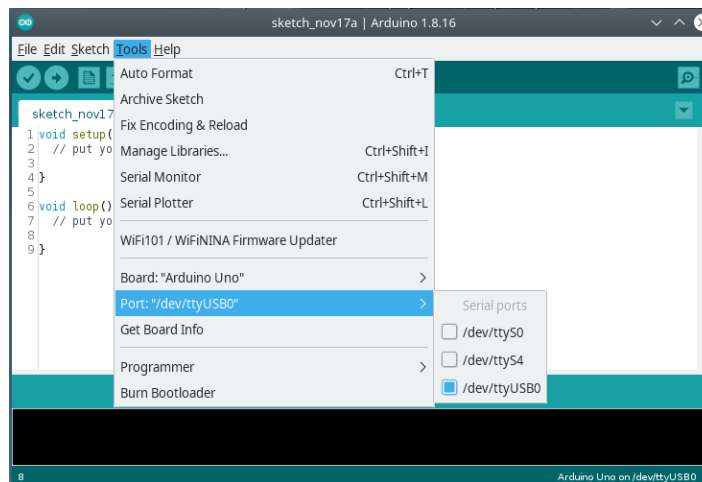 sketch_nov17a | Arduino 1.8.16
File Edit Sketch Tools Help
sketch_nov17
1 void setup(
2 // put yo
3
4 }
5
6 void loop()
7 // put yo
8
9 }
Auto Format Ctrl+T
Archive Sketch
Fix Encoding & Reload
Manage Libraries... Ctrl+Shift+I
Serial Monitor Ctrl+Shift+M
Serial Plotter Ctrl+Shift+L
WiFi101 / WiFiNINA Firmware Updater
Board: "Arduino Uno"
Port: "/dev/ttyUSB0"
Get Board Info
Programmer
Burn Bootloader
Serial ports
/dev/ttyS0
/dev/ttyS4
/dev/ttyUSB0
8 Arduino Uno on /dev/ttyUSB0